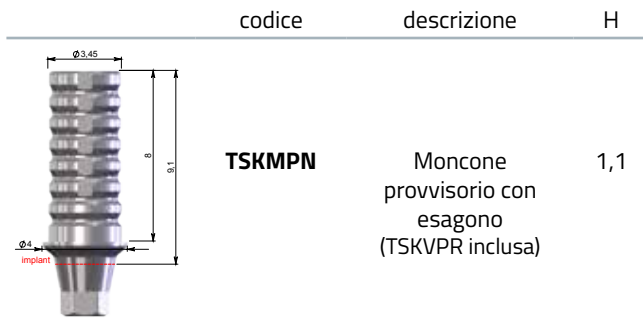 codice descrizione H
ø3,45
8
9,1
ø4
implant
TSKMPN Moncone 1,1
provvisorio con
esagono
(TSKVPR inclusa)